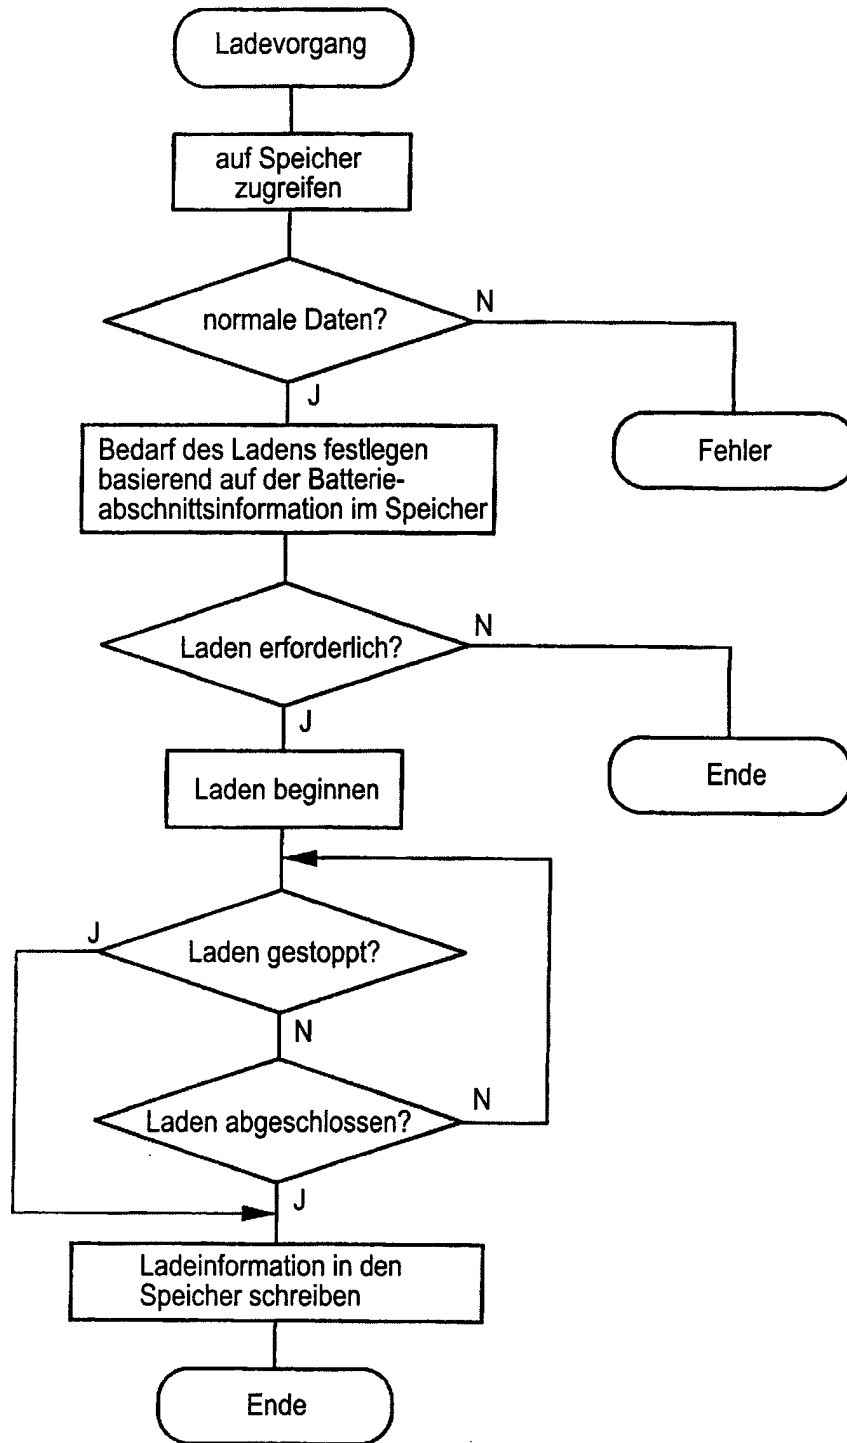 Ladevorgang
auf Speicher
zugreifen
normale Daten?
N
J
Fehler
Bedarf des Ladens festlegen
basierend auf der Batterie-
abschnittsinformation im Speicher
Laden erforderlich?
N
J
Ende
Laden beginnen
J
Laden gestoppt?
N
Laden abgeschlossen?
N
J
Ladeinformation in den
Speicher schreiben
Ende